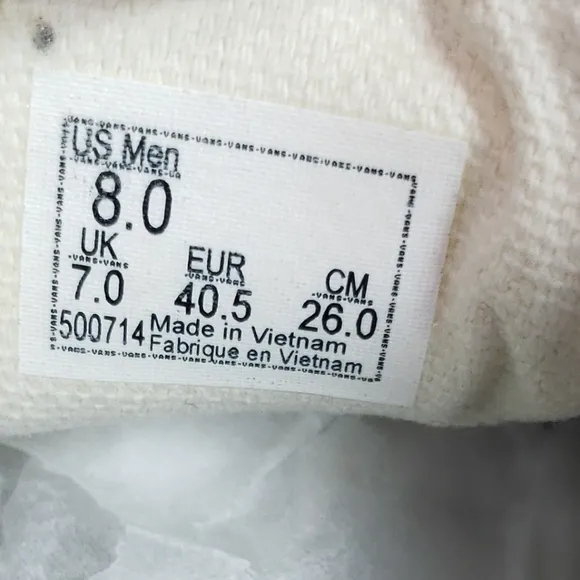 US Men
8.0
UK EUR CM
7.0 40.5 26.0
500714 Made in Vietnam
Fabrique en Vietnam